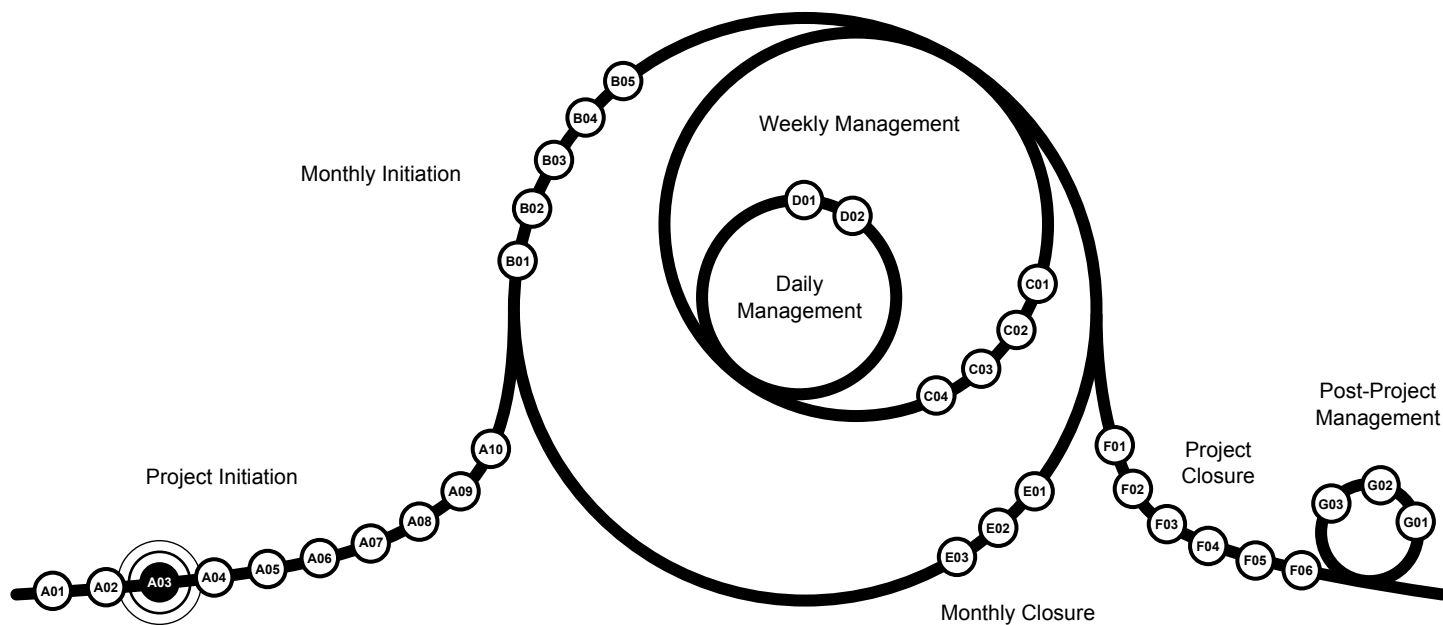 Project Initiation
A01
A02
A03
A04
A05
A06
A07
A08
A09
A10
Monthly Initiation
B01
B02
B03
B04
B05
Weekly Management
C01
C02
C03
C04
Daily
Management
D01
D02
Monthly Closure
E01
E02
E03
Project
Closure
F01
F02
F03
F04
F05
F06
Post-Project
Management
G01
G02
G03